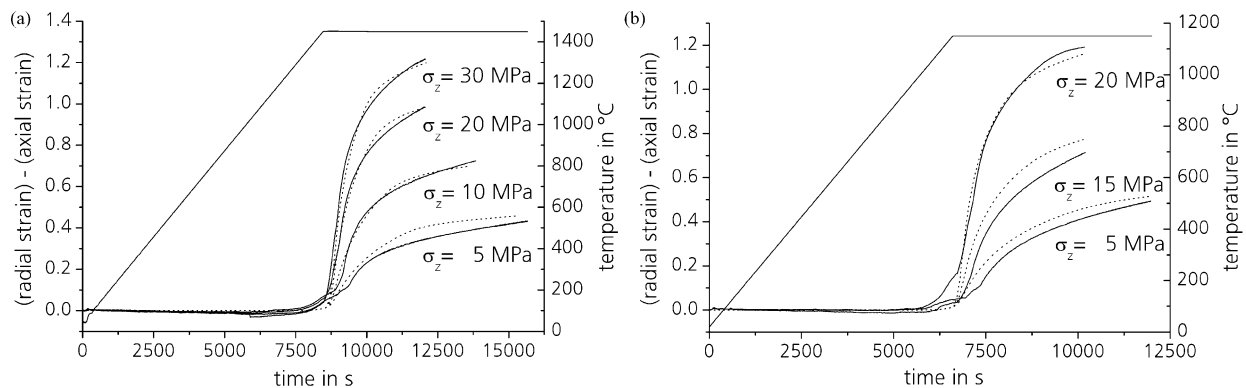 (a)
(radial strain) - (axial strain)
1.4
1.2
1.0
0.8
0.6
0.4
0.2
0.0
σz= 30 MPa
σz= 20 MPa
σz= 10 MPa
σz= 5 MPa
1400
1200
1000
800
600
400
200
0
temperature in °C
0 2500 5000 7500 10000 12500 15000
time in s
(b)
(radial strain) - (axial strain)
1.2
1.0
0.8
0.6
0.4
0.2
0.0
σz= 20 MPa
σz= 15 MPa
σz= 5 MPa
1200
1000
800
600
400
200
0
temperature in °C
0 2500 5000 7500 10000 12500
time in s